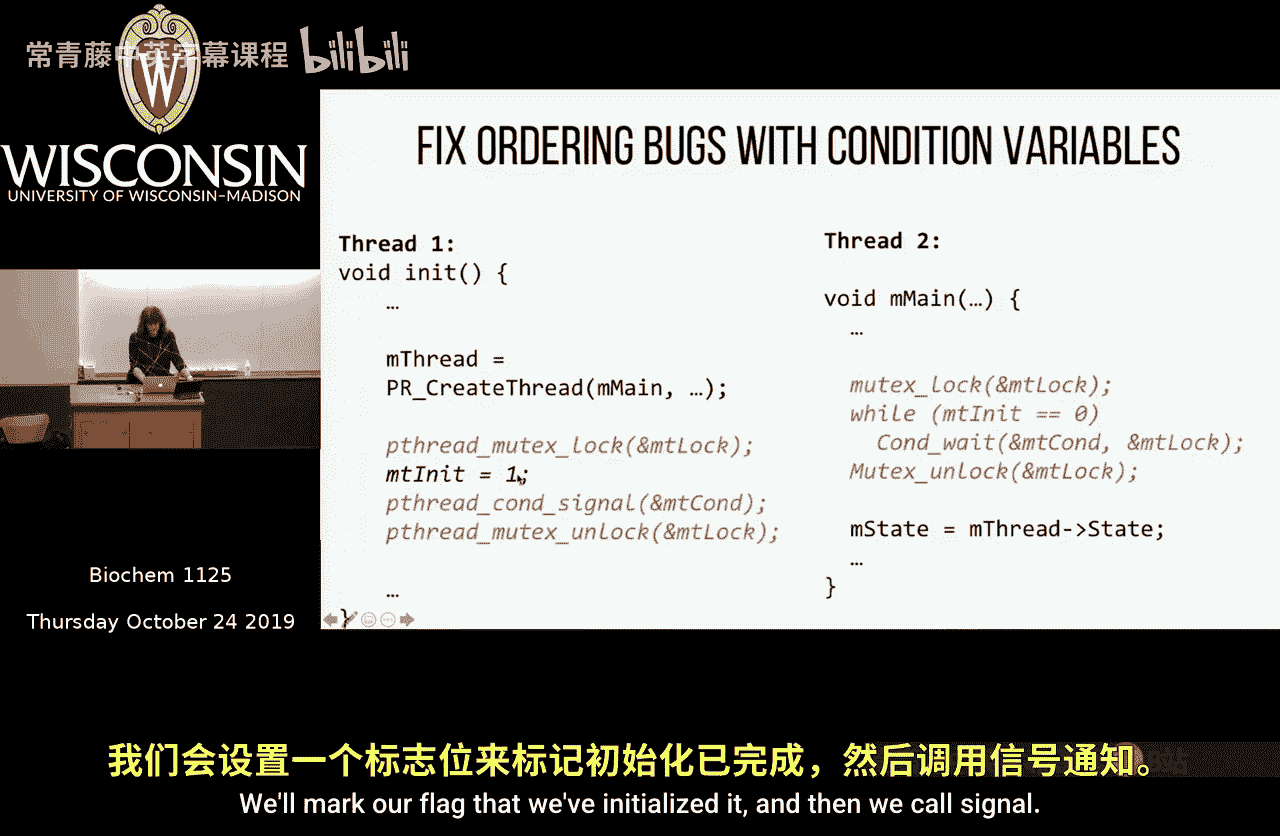 常青藤中英字幕课程 bilibili
W
WISCONSIN
UNIVERSITY OF WISCONSIN-MADISON
FIX ORDERING BUGS WITH CONDITION VARIABLES
Thread 1:
void init() {
…
mThread =
PR_CreateThread(mMain, …);
pthread_mutex_lock(&mtLock);
mtInit = 1;
pthread_cond_signal(&mtCond);
pthread_mutex_unlock(&mtLock);
…
}
Thread 2:
void mMain(…) {
…
mutex_lock(&mtLock);
while (mtInit == 0)
Cond_wait(&mtCond, &mtLock);
Mutex_unlock(&mtLock);
mState = mThread->State;
…
}
Biochem 1125
Thursday October 24 2019
我们会设置一个标志位来标记初始化已完成，然后调用信号通知。
We'll mark our flag that we've initialized it, and then we call signal.